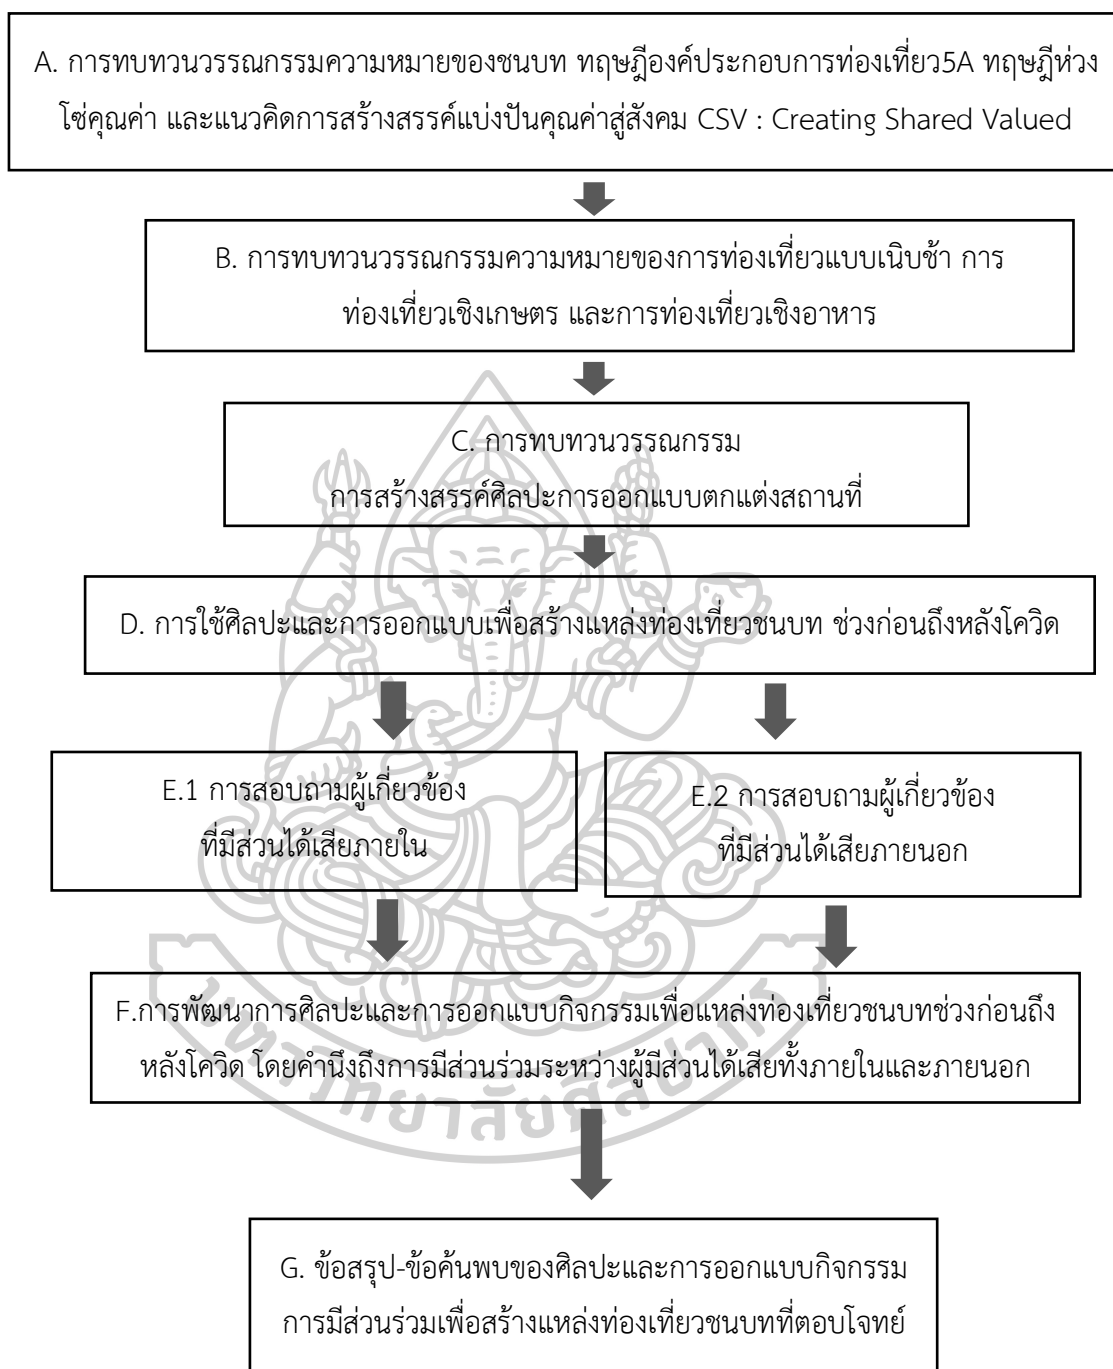 A. การทบทวนวรรณกรรมความหมายของชนบท ทฤษฎีองค์ประกอบการท่องเที่ยว5A ทฤษฎีห่วง
โซ่คุณค่า และแนวคิดการสร้างสรรค์แบ่งปันคุณค่าสู่สังคม CSV : Creating Shared Valued
B. การทบทวนวรรณกรรมความหมายของการท่องเที่ยวแบบเนิบช้า การ
ท่องเที่ยวเชิงเกษตร และการท่องเที่ยวเชิงอาหาร
C. การทบทวนวรรณกรรม
การสร้างสรรค์ศิลปะการออกแบบตกแต่งสถานที่
D. การใช้ศิลปะและการออกแบบเพื่อสร้างแหล่งท่องเที่ยวชนบท ช่วงก่อนถึงหลังโควิด
E.1 การสอบถามผู้เกี่ยวข้อง
ที่มีส่วนได้เสียภายใน
E.2 การสอบถามผู้เกี่ยวข้อง
ที่มีส่วนได้เสียภายนอก
F.การพัฒนาการศิลปะและการออกแบบกิจกรรมเพื่อแหล่งท่องเที่ยวชนบทช่วงก่อนถึง
หลังโควิด โดยคำนึงถึงการมีส่วนร่วมระหว่างผู้มีส่วนได้เสียทั้งภายในและภายนอก
มหาวิทยาลัยศิลปากร
G. ข้อสรุป-ข้อค้นพบของศิลปะและการออกแบบกิจกรรม
การมีส่วนร่วมเพื่อสร้างแหล่งท่องเที่ยวชนบทที่ตอบโจทย์